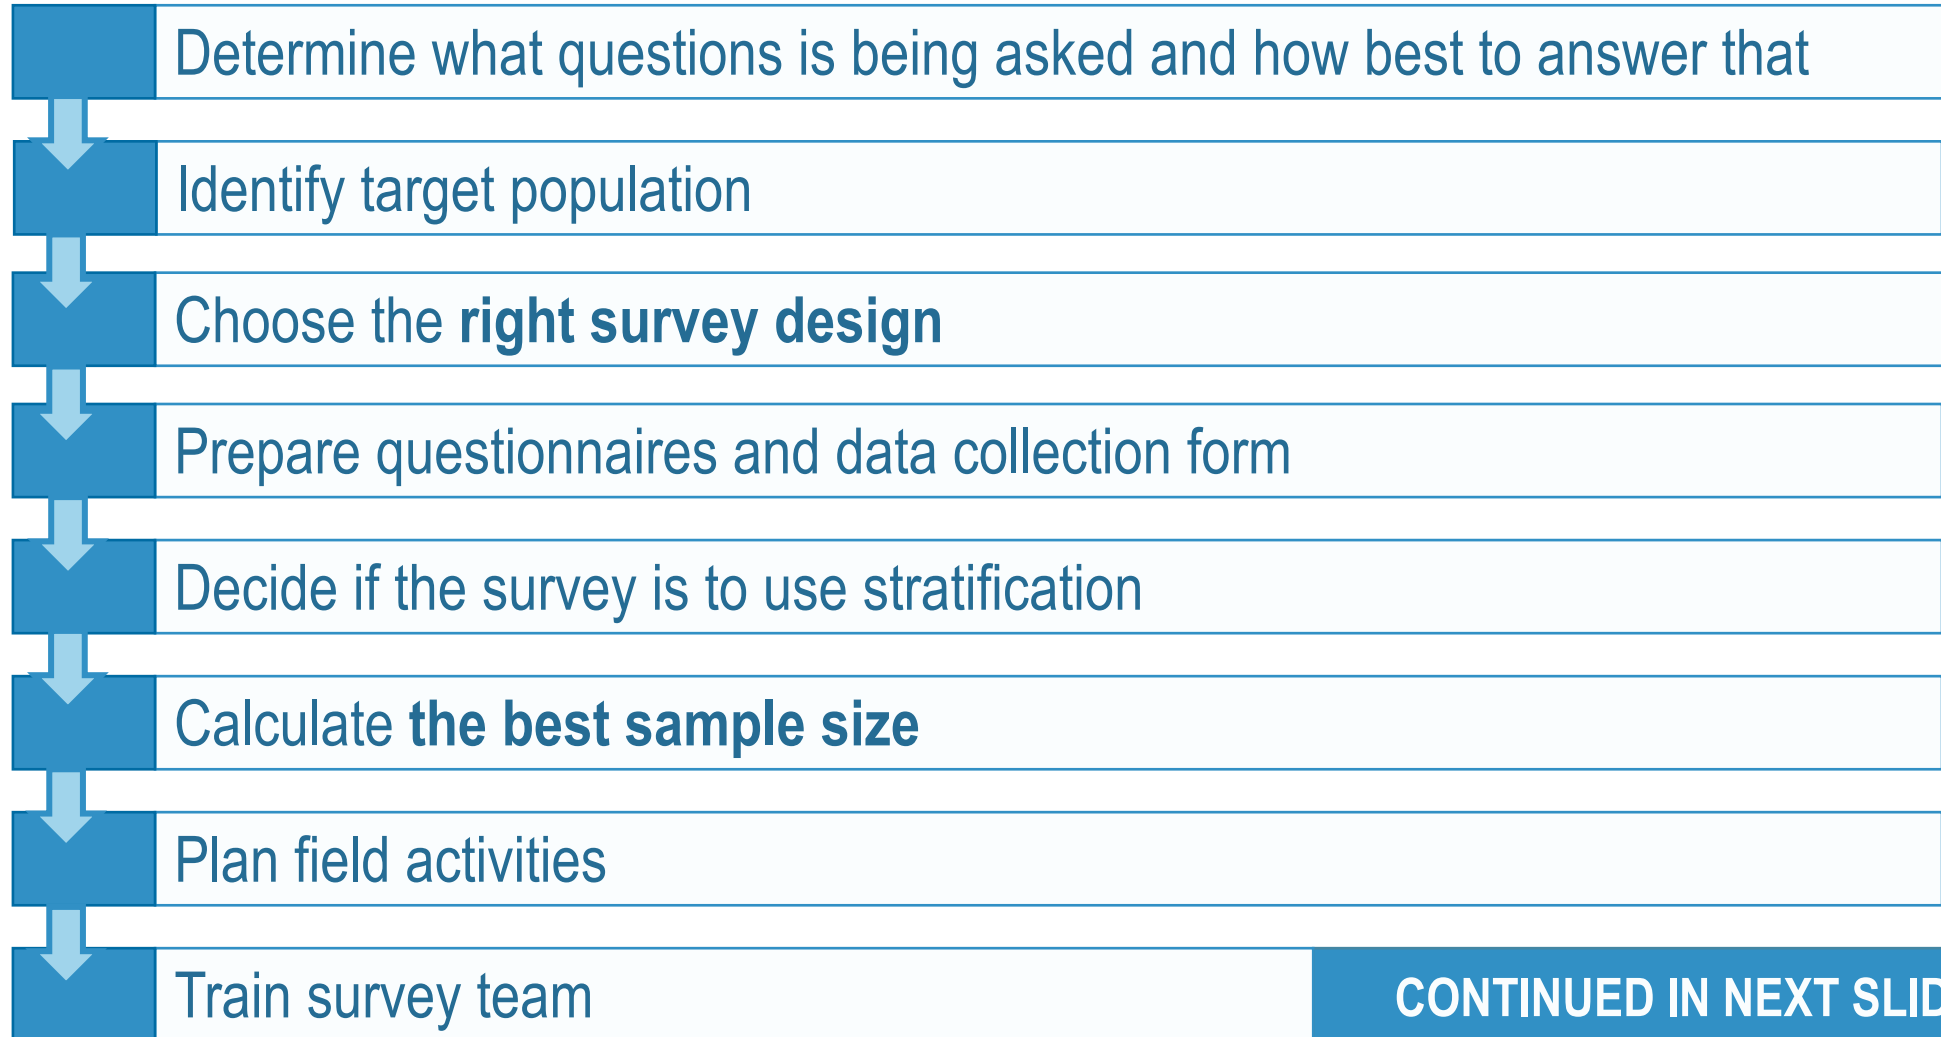 Determine what questions is being asked and how best to answer that
Identify target population
Choose the right survey design
Prepare questionnaires and data collection form
Decide if the survey is to use stratification
Calculate the best sample size
Plan field activities
Train survey team
CONTINUED IN NEXT SLID